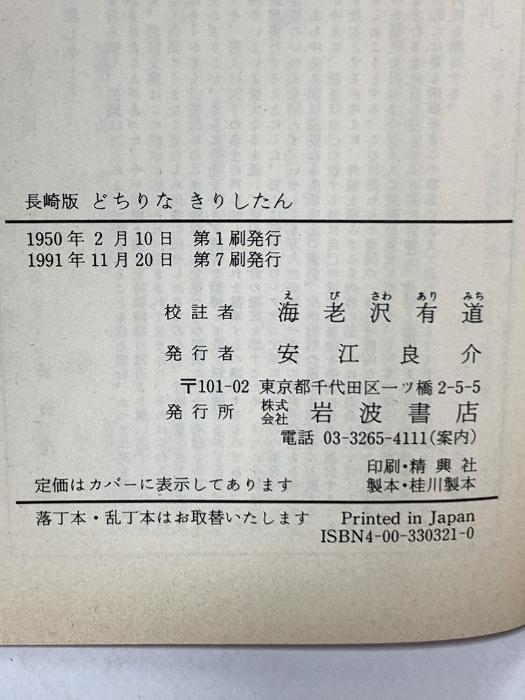 長崎版 どちりな きりしたん
1950年2月10日 第1刷発行
1991年11月20日 第7刷発行
えびさわありみち
校註者 海老沢有道
発行者 安江良介
〒101-02 東京都千代田区一ツ橋2-5-5
発行所 株式会社 岩波書店
電話 03-3265-4111(案内)
印刷・精興社
定価はカバーに表示してあります 製本・桂川製本
落丁本・乱丁本はお取替いたします Printed in Japan
ISBN4-00-330321-0